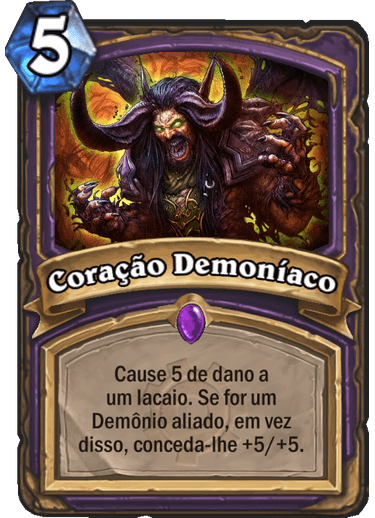 5
Coração Demoníaco
Cause 5 de dano a
um lacaio. Se for um
Demônio aliado, em vez
disso, conceda-lhe +5/+5.